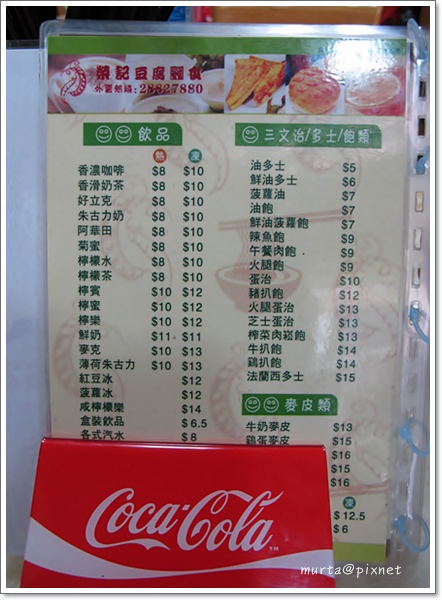 榮記豆腐麵食
外賣熱綫:28827880
飲品
熱 凍
香濃咖啡 $8 $10
香滑奶茶 $8 $10
好立克 $8 $10
朱古力奶 $8 $10
阿華田 $8 $10
菊蜜 $8 $10
檸檬水 $8 $10
檸檬茶 $8 $10
檸賓 $10 $12
檸蜜 $10 $12
檸樂 $10 $12
鮮奶 $11 $11
麥克 $10 $13
薄荷朱古力 $10 $13
紅豆冰 $12
菠蘿冰 $12
咸檸檬樂 $14
盒裝飲品 $6.5
各式汽水 $8
三文治/多士/飽類
油多士 $5
鮮油多士 $6
菠蘿油 $7
油飽 $7
鮮油菠蘿飽 $7
辣魚飽 $9
午餐肉飽 $9
火腿飽 $9
蛋治 $10
豬扒飽 $12
火腿蛋治 $12
芝士蛋治 $13
榨菜肉崧飽 $13
牛扒飽 $14
鷄扒飽 $14
法蘭西多士 $15
麥皮類
牛奶麥皮 $13
鷄蛋麥皮 $15
$16
$15
$16
凍
$12.5
$6
Coca-Cola
murta@pixnet